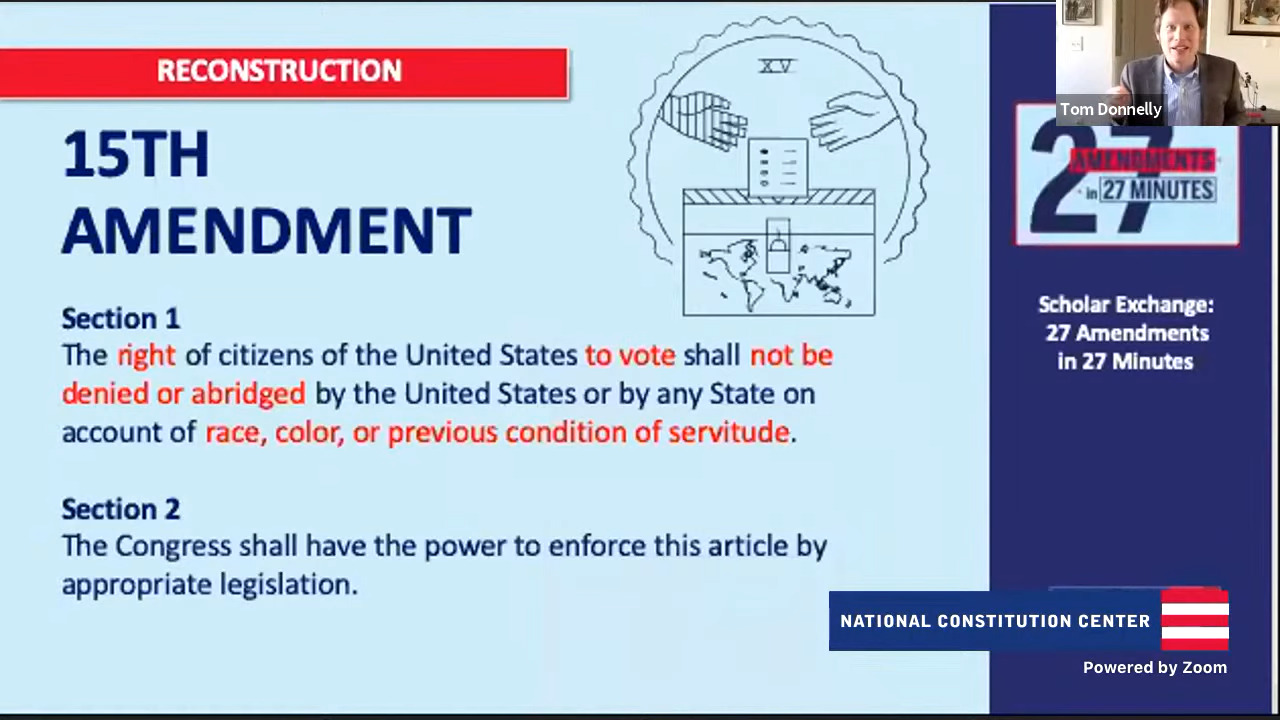 RECONSTRUCTION
15TH
AMENDMENT
Section 1
The right of citizens of the United States to vote shall not be
denied or abridged by the United States or by any State on
account of race, color, or previous condition of servitude.
Section 2
The Congress shall have the power to enforce this article by
appropriate legislation.
XV
Tom Donnelly
27
AMENDMENTS
in 27 MINUTES
Scholar Exchange:
27 Amendments
in 27 Minutes
NATIONAL CONSTITUTION CENTER
Powered by Zoom